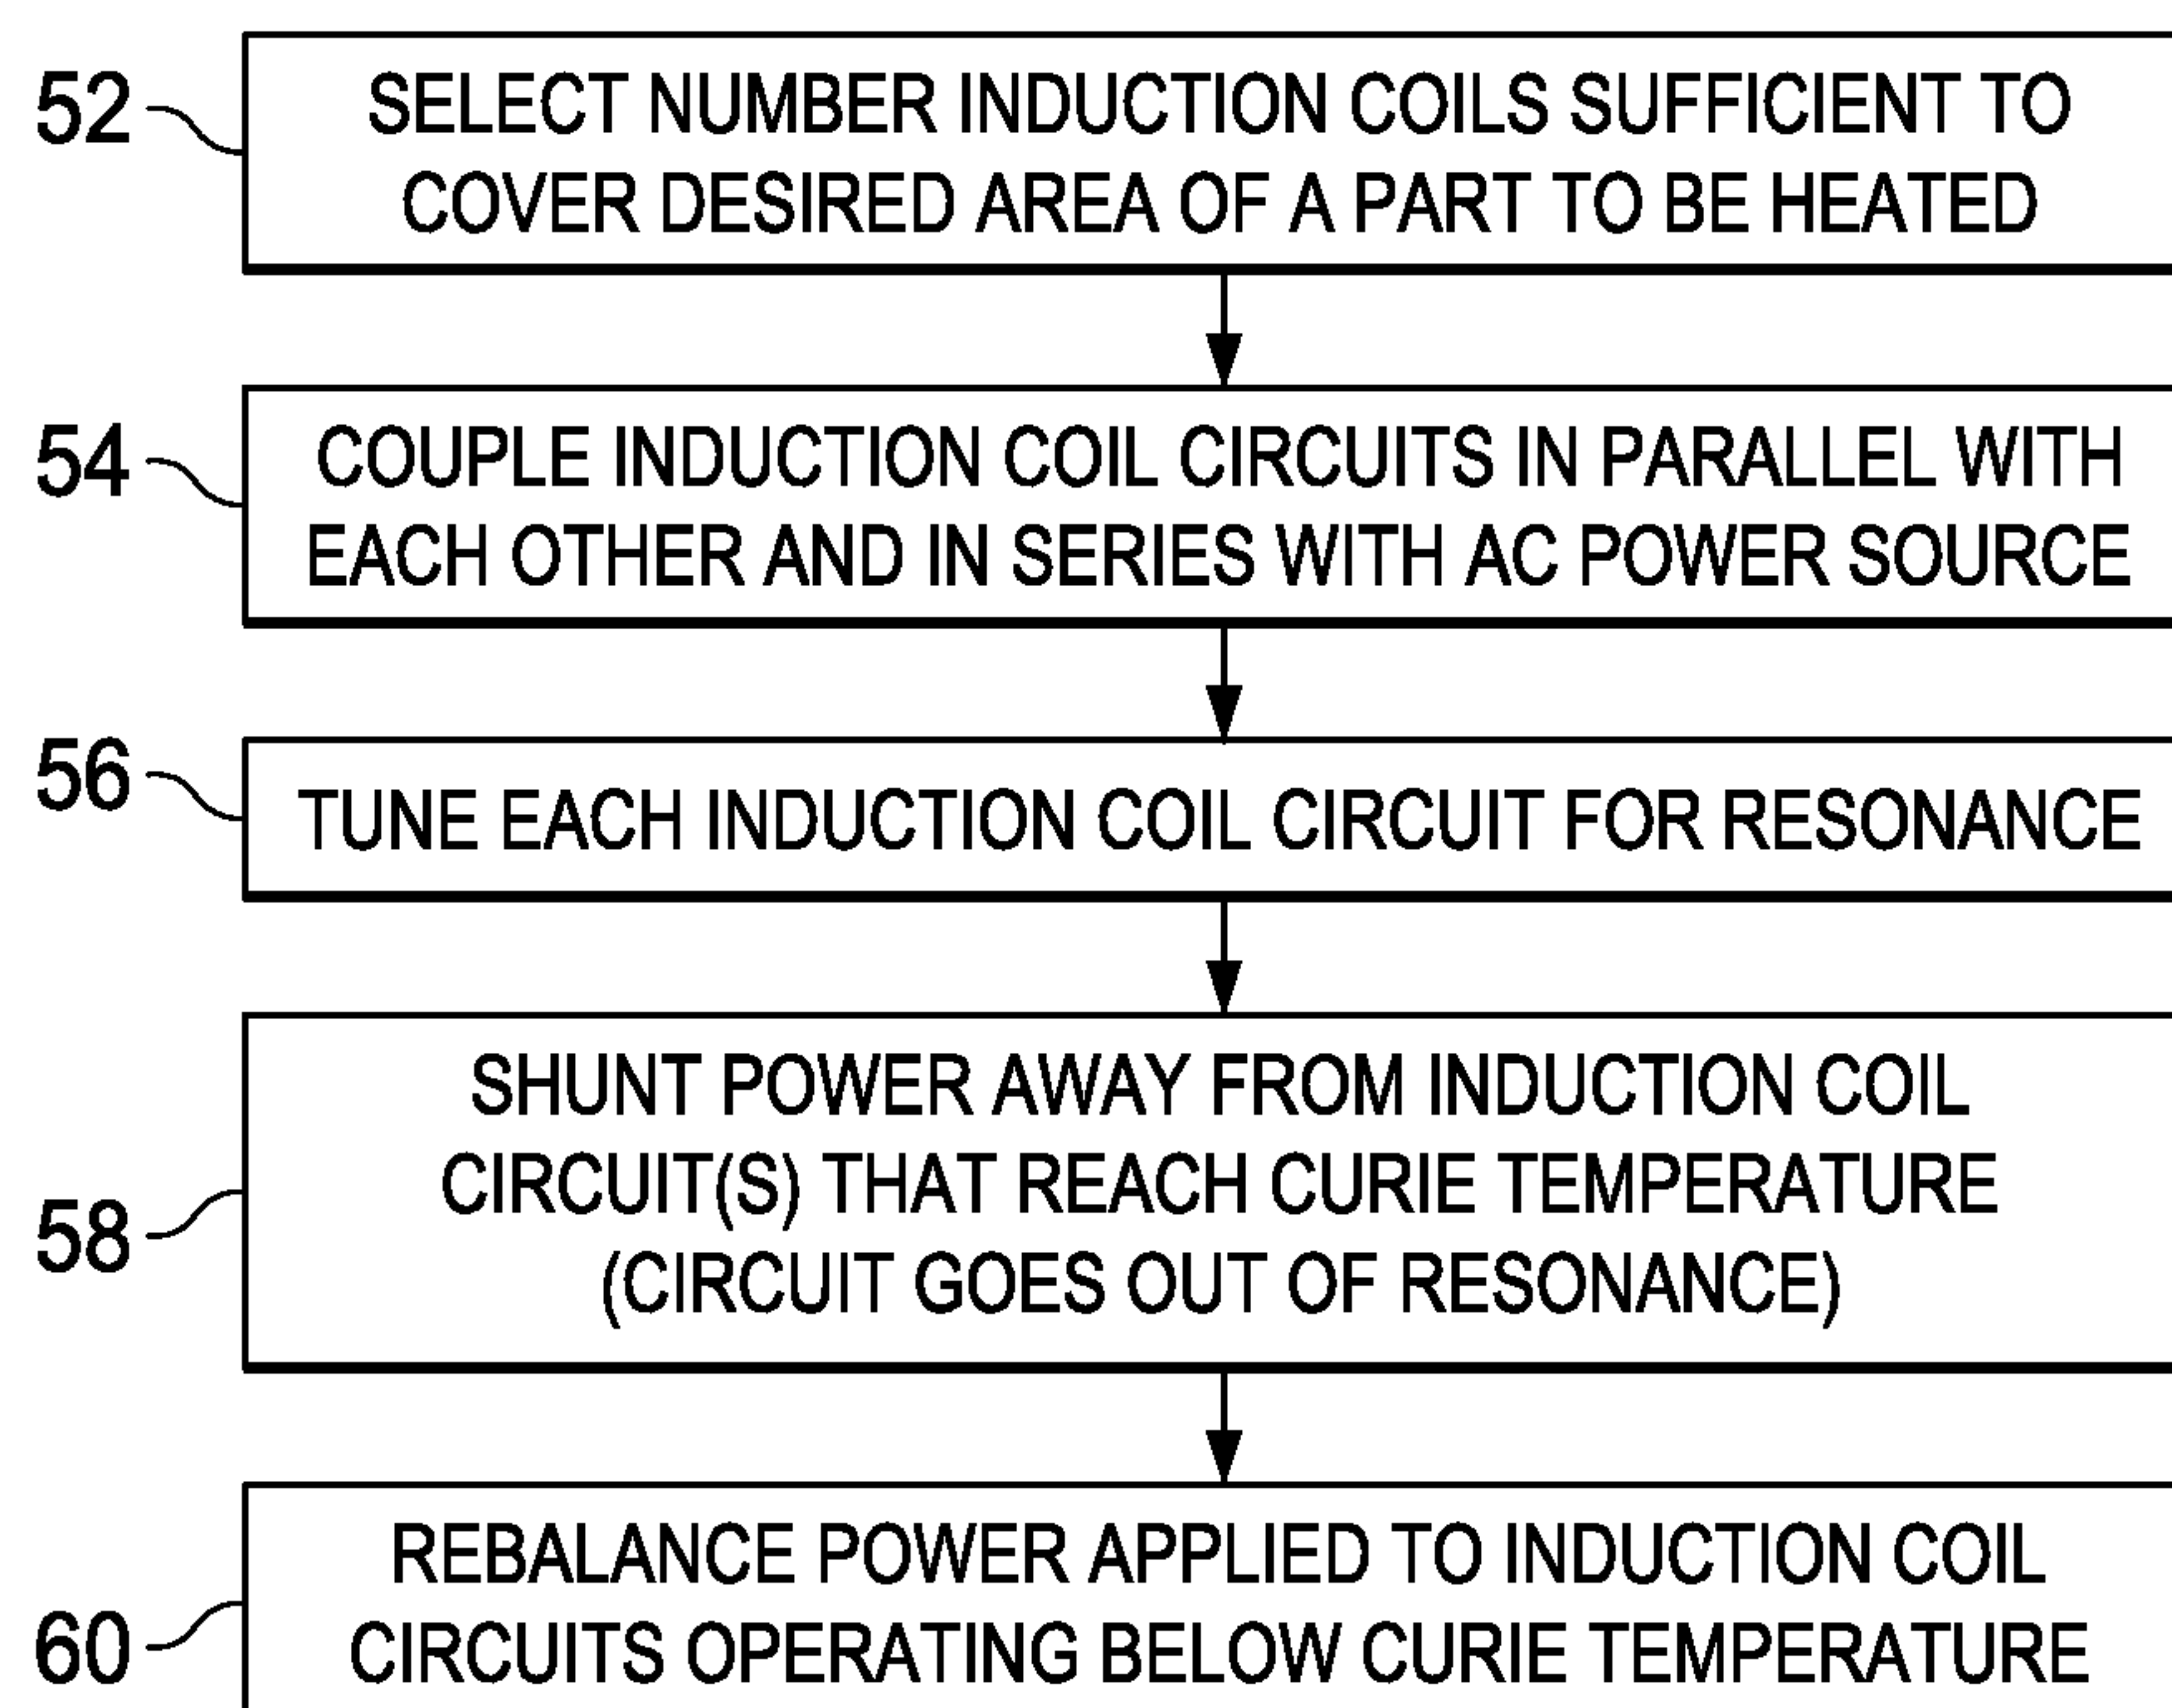 52
SELECT NUMBER INDUCTION COILS SUFFICIENT TO
COVER DESIRED AREA OF A PART TO BE HEATED
54
COUPLE INDUCTION COIL CIRCUITS IN PARALLEL WITH
EACH OTHER AND IN SERIES WITH AC POWER SOURCE
56
TUNE EACH INDUCTION COIL CIRCUIT FOR RESONANCE
58
SHUNT POWER AWAY FROM INDUCTION COIL
CIRCUIT(S) THAT REACH CURIE TEMPERATURE
(CIRCUIT GOES OUT OF RESONANCE)
60
REBALANCE POWER APPLIED TO INDUCTION COIL
CIRCUITS OPERATING BELOW CURIE TEMPERATURE